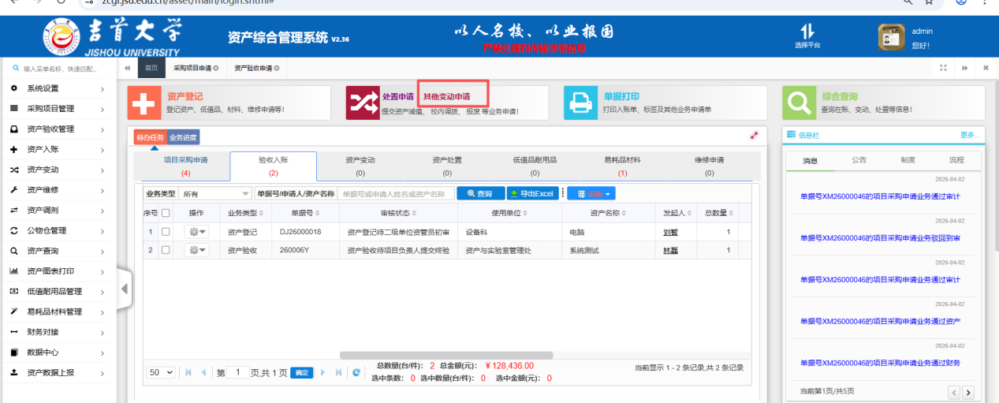 zcgl.jsu.edu.cn/asset/main/login.shtml#
吉首大学
JISHOU UNIVERSITY
资产综合管理系统 V2.36
以人名校、以业报国
严禁处理和传输涉密信息
选择平台
admin
您好!
输入菜单名称，快速匹配...
首页 采购项目申请 资产验收申请
系统设置
采购项目管理
资产验收管理
资产入账
资产变动
资产维修
资产调剂
公物仓管理
资产查询
资产图表打印
低值耐用品管理
易耗品材料管理
财务对接
数据中心
资产数据上报
资产登记
登记资产、低值品、材料、维修申请等!
处置申请 其他变动申请
提交资产减值、校内调拨、报废 等业务申请!
单据打印
打印入账单、标签及其他业务申请单
综合查询
查询在账、变动、处置等信息!
待办任务 业务进度
项目采购申请 验收入账 资产变动 资产处置 低值品耐用品 易耗品材料 维修申请
(4) (2) (0) (0) (0) (1) (0)
业务类型 所有 单据号/申请人/资产名称 单据号或申请人姓名或资产名称 查询 导出Excel 审核
序号 操作 业务类型 单据号 审核状态 使用单位 资产名称 发起人 总数量
1 资产登记 DJ26000018 资产登记待二级单位资管员初审 设备科 电脑 刘智 1
2 资产验收 260006Y 资产验收待项目负责人提交终验 资产与实验室管理处 系统测试 林磊 1
50 第 1 页,共 1 页 确定
总数量(台/件): 2 总金额(元): ￥128,436.00
选中条数: 0 选中数量(台/件): 0 选中金额(元): 0
当前显示 1 - 2 条记录,共 2 条记录
信息栏 更多...
消息 公告 制度 流程
2026-04-02
单据号XM26000046的项目采购申请业务通过审计
2026-04-02
单据号XM26000046的项目采购申请业务驳回到审
2026-04-02
单据号XM26000046的项目采购申请业务通过审计
2026-04-02
单据号XM26000046的项目采购申请业务通过资产
2026-04-02
单据号XM26000046的项目采购申请业务通过财务
当前第1页/共5页